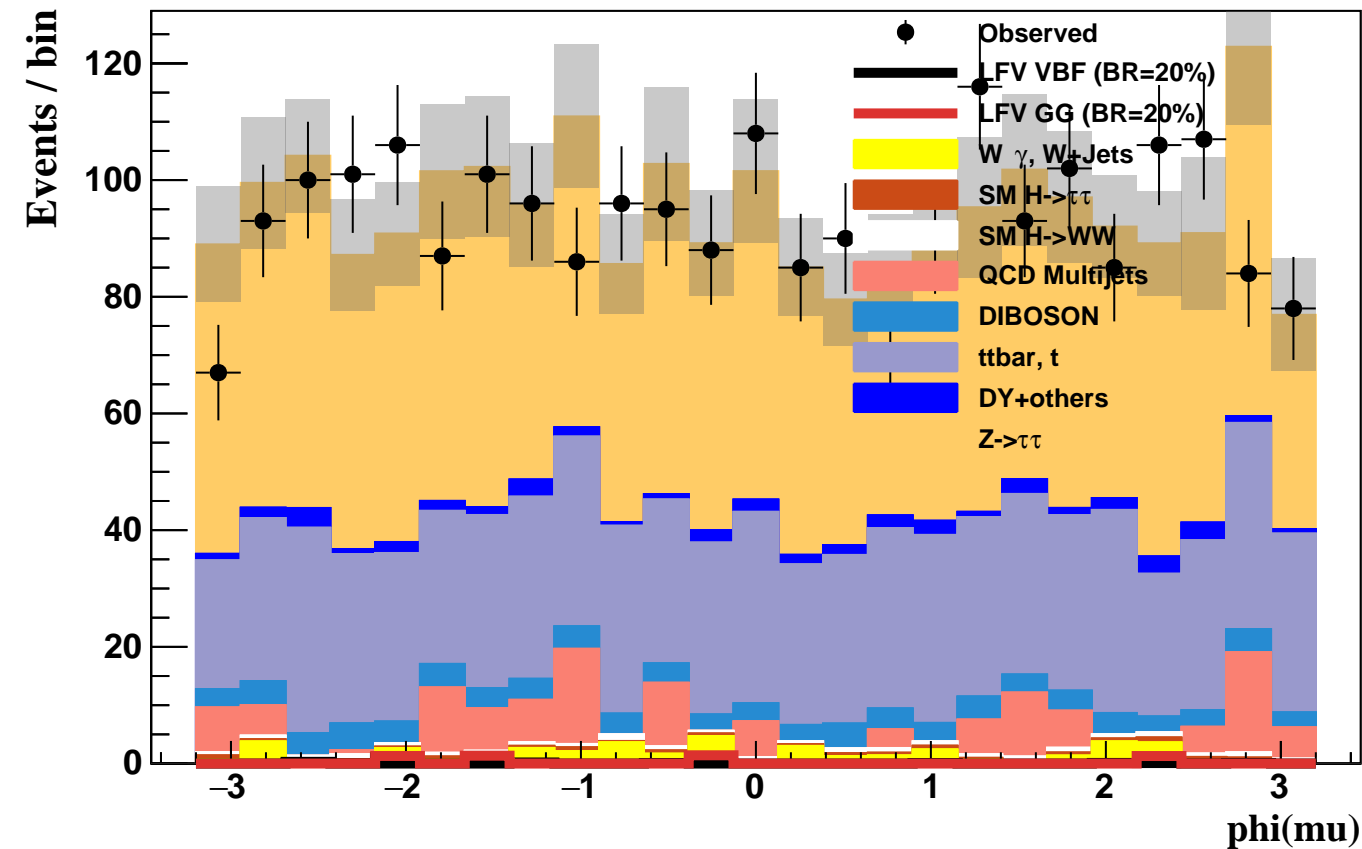 Events / bin
120
100
80
60
40
20
0
Observed
LFV VBF (BR=20%)
LFV GG (BR=20%)
W γ, W+Jets
SM H->ττ
SM H->WW
QCD Multijets
DIBOSON
ttbar, t
DY+others
Z->ττ
−3 −2 −1 0 1 2 3
phi(mu)